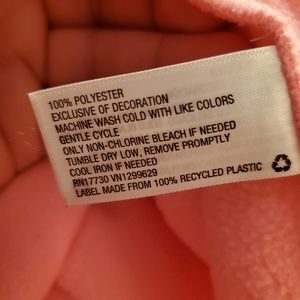 100% POLYESTER
EXCLUSIVE OF DECORATION
MACHINE WASH COLD WITH LIKE COLORS
GENTLE CYCLE
ONLY NON-CHLORINE BLEACH IF NEEDED
TUMBLE DRY LOW, REMOVE PROMPTLY
COOL IRON IF NEEDED
RN17730 VN1299629
LABEL MADE FROM 100% RECYCLED PLASTIC